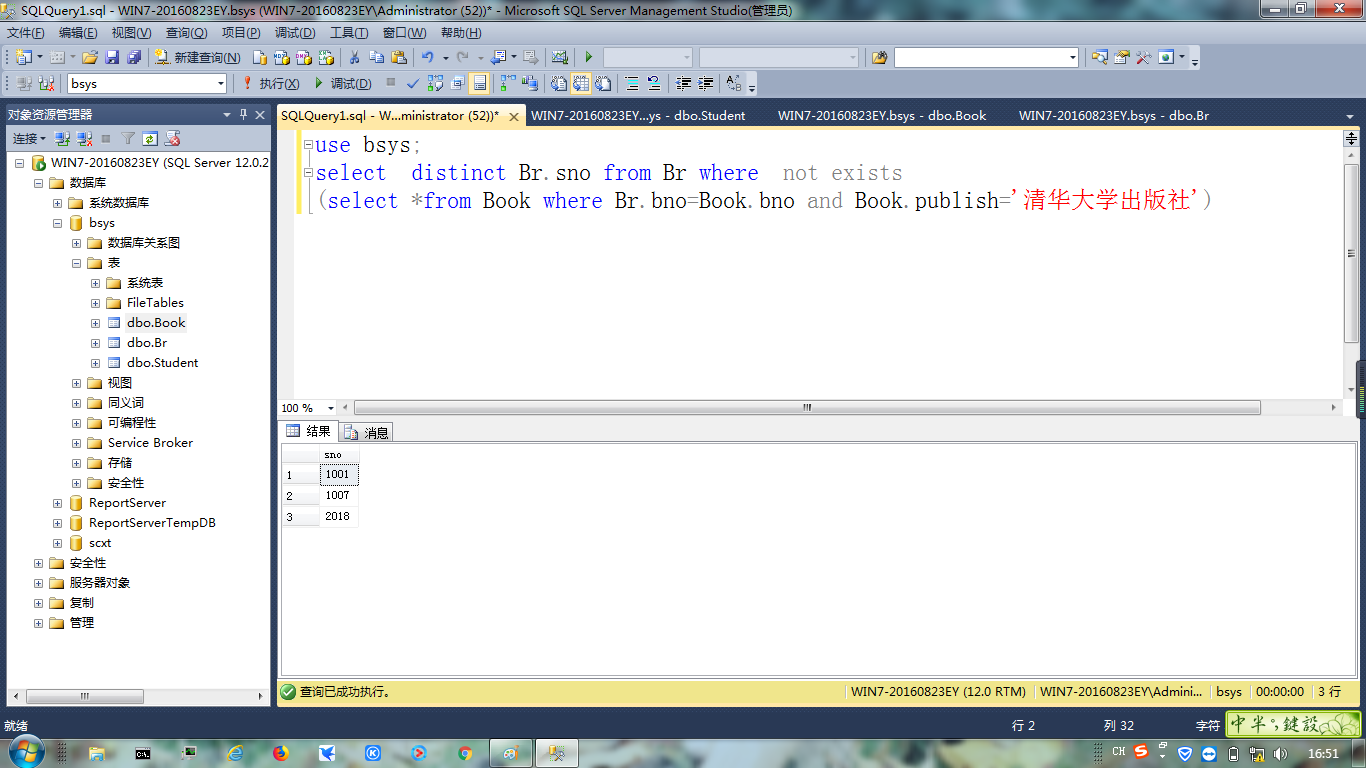 SQLQuery1.sql - WIN7-20160823EY.bsys (WIN7-20160823EY\Administrator (52))* - Microsoft SQL Server Management Studio(管理员)
文件(F) 编辑(E) 视图(V) 查询(Q) 项目(P) 调试(D) 工具(T) 窗口(W) 帮助(H)
新建查询(N)
bsys 执行(X) 调试(D)
对象资源管理器
连接
WIN7-20160823EY (SQL Server 12.0.2
数据库
系统数据库
bsys
数据库关系图
表
系统表
FileTables
dbo.Book
dbo.Br
dbo.Student
视图
同义词
可编程性
Service Broker
存储
安全性
ReportServer
ReportServerTempDB
scxt
安全性
服务器对象
复制
管理
SQLQuery1.sql - W...ministrator (52))* WIN7-20160823EY...ys - dbo.Student WIN7-20160823EY.bsys - dbo.Book WIN7-20160823EY.bsys - dbo.Br
use bsys;
select  distinct Br.sno from Br where  not exists
(select *from Book where Br.bno=Book.bno and Book.publish='清华大学出版社')
100 %
结果 消息
sno
1 1001
2 1007
3 2018
查询已成功执行。 WIN7-20160823EY (12.0 RTM) WIN7-20160823EY\Admini... bsys 00:00:00 3 行
就绪 行 2 列 32 字符
中 半 键设
CH 16:51